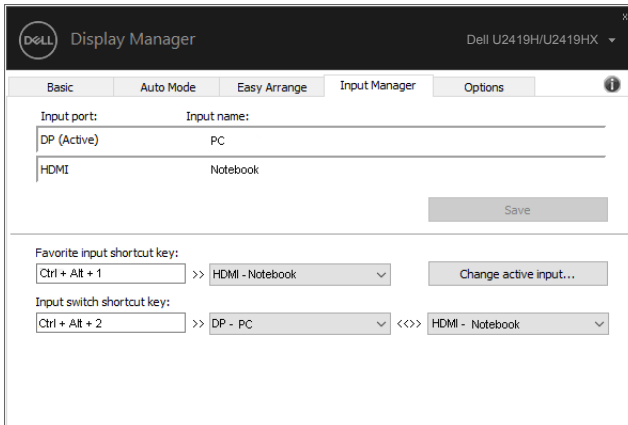 DELL Display Manager Dell U2419H/U2419HX
Basic Auto Mode Easy Arrange Input Manager Options
Input port: Input name:
DP (Active) PC
HDMI Notebook
Save
Favorite input shortcut key:
Ctrl + Alt + 1 >> HDMI - Notebook Change active input...
Input switch shortcut key:
Ctrl + Alt + 2 >> DP - PC <<>> HDMI - Notebook